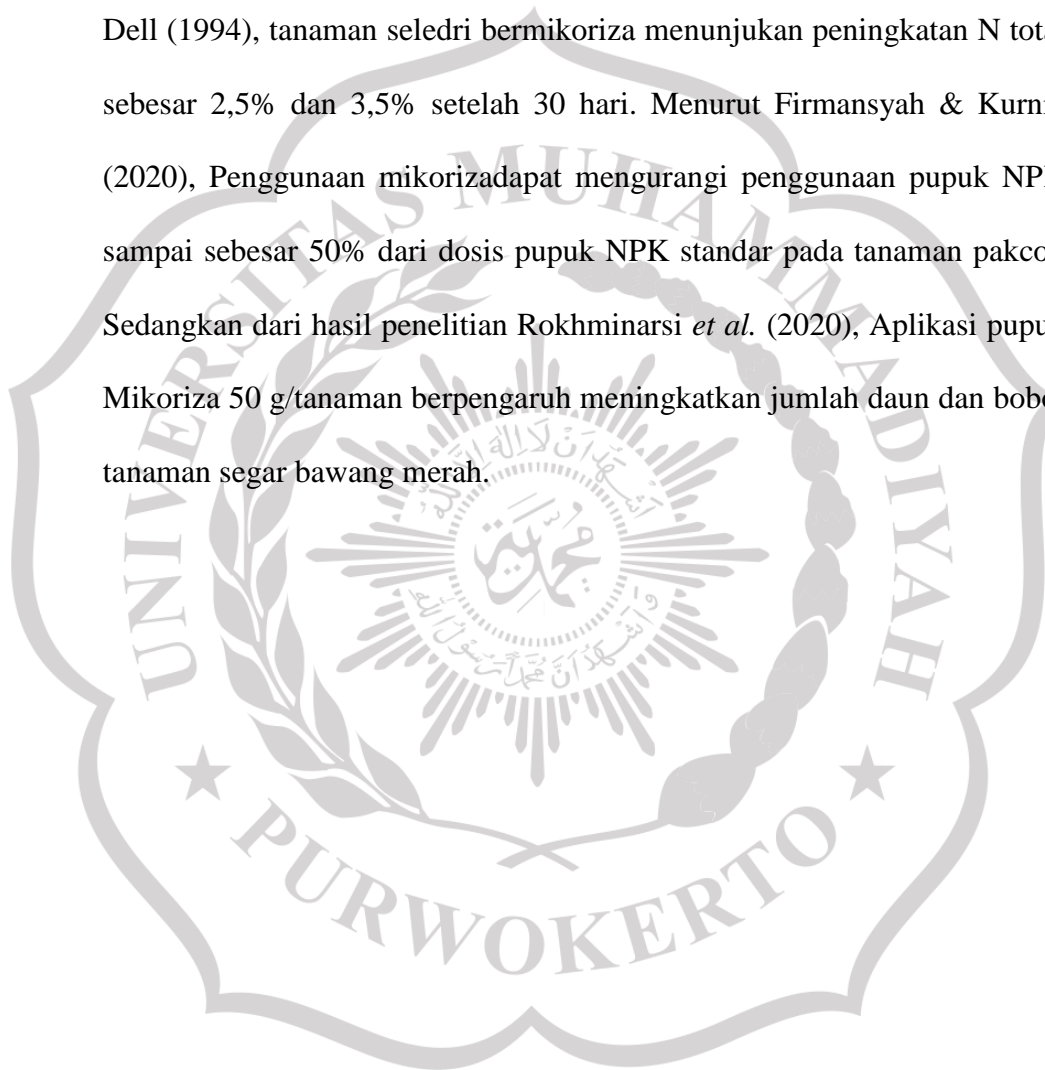 Dell (1994), tanaman seledri bermikoriza menunjukan peningkatan N tota
sebesar 2,5% dan 3,5% setelah 30 hari. Menurut Firmansyah & Kurni
(2020), Penggunaan mikorizadapat mengurangi penggunaan pupuk NP
sampai sebesar 50% dari dosis pupuk NPK standar pada tanaman pakco
Sedangkan dari hasil penelitian Rokhminarsi et al. (2020), Aplikasi pupu
Mikoriza 50 g/tanaman berpengaruh meningkatkan jumlah daun dan bobo
tanaman segar bawang merah.
UNIVERSITAS MUHAMMADIYAH
PURWOKERTO